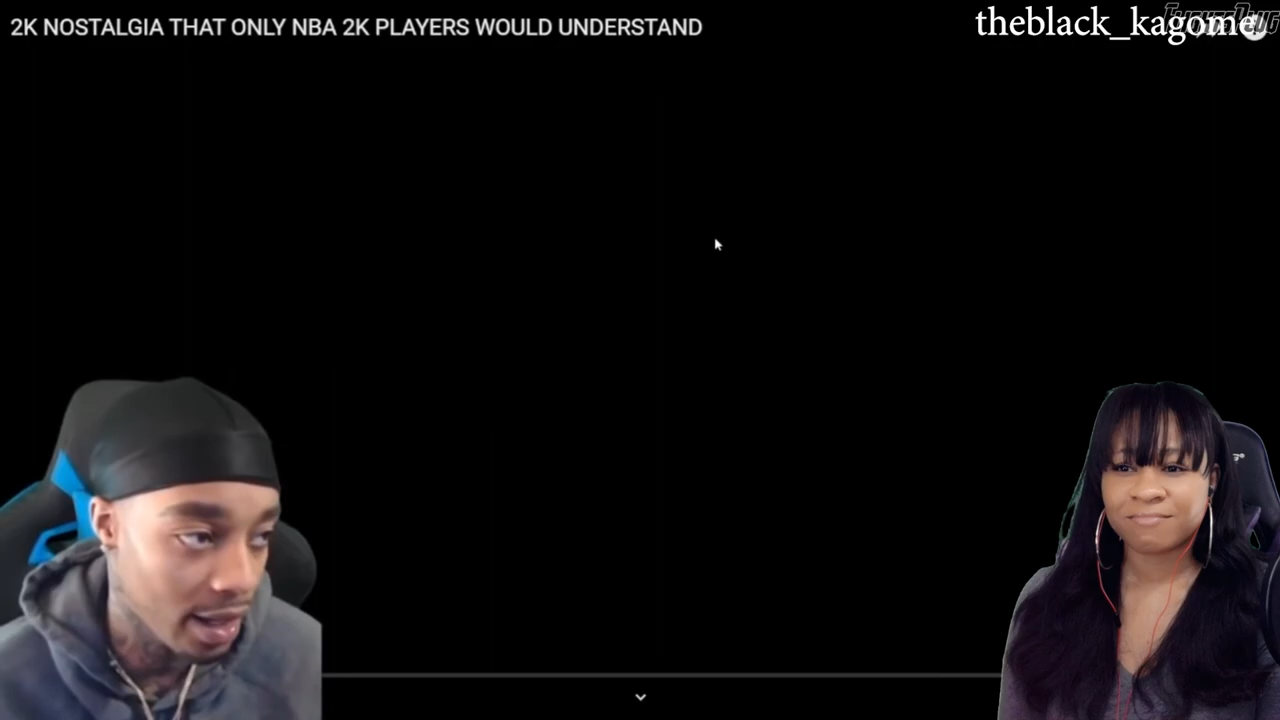 2K NOSTALGIA THAT ONLY NBA 2K PLAYERS WOULD UNDERSTAND
theblack_kagome